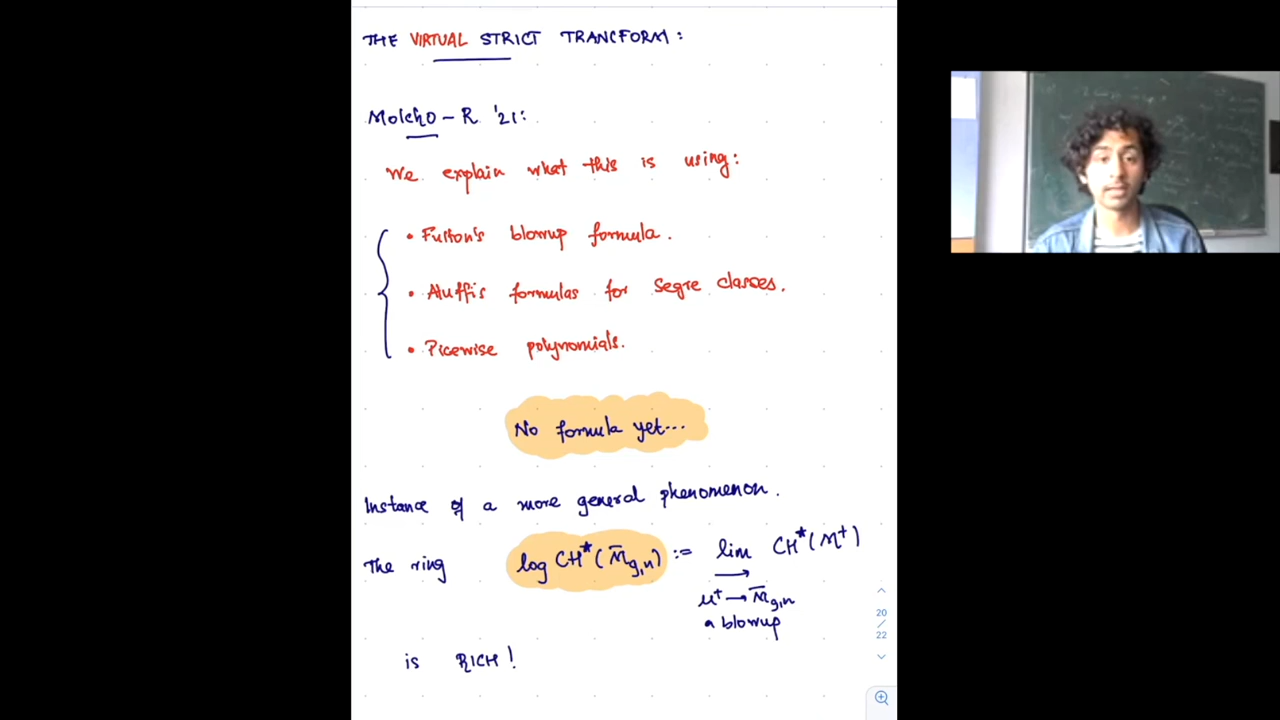 THE VIRTUAL STRICT TRANCFORM:
Molcho - R '21:
We explain what this is using:
• Fulton's blowup formula.
• Aluffi's formulas for Segre classes.
• Picewise polynomials.
No formula yet...
Instance of a more general phenomenon.
The ring log CH*(M̄g,n) := lim CH*(M+)
→
M+ → M̄g,n
a blowup
is RICH!
20
/
22